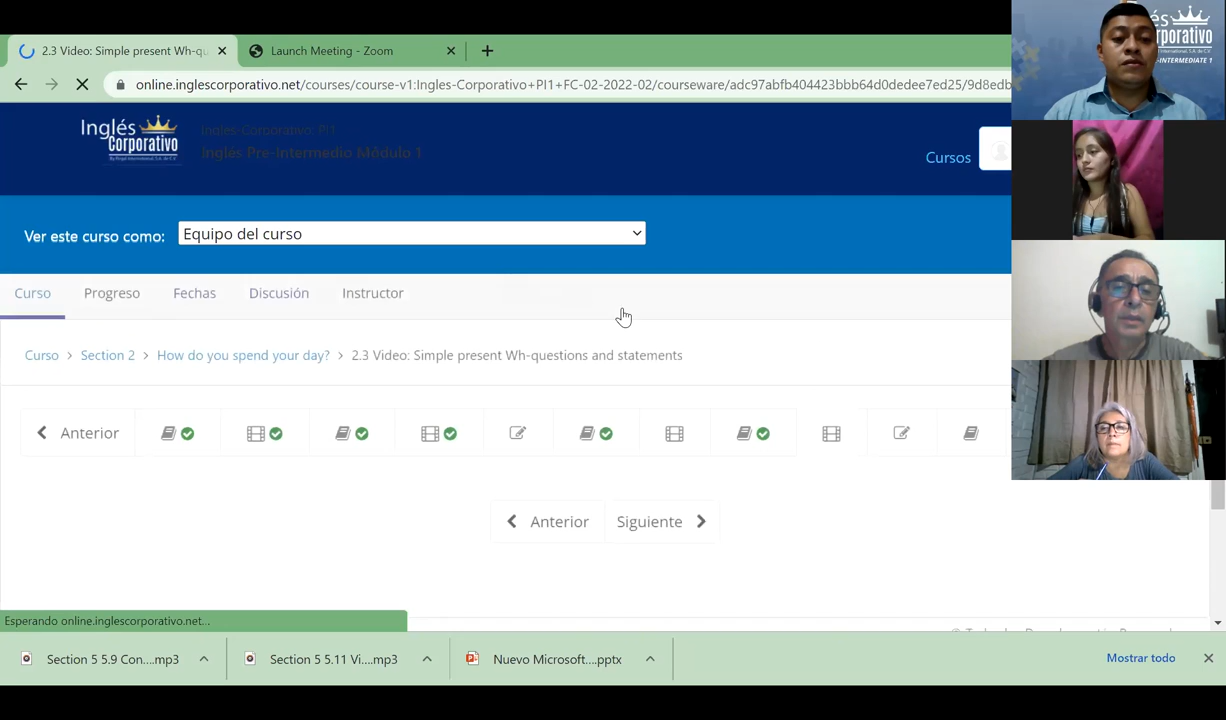 2.3 Video: Simple present Wh-qu
Launch Meeting - Zoom
online.inglescorporativo.net/courses/course-v1:Ingles-Corporativo+PI1+FC-02-2022-02/courseware/adc97abfb404423bbb64d0dedee7ed25/9d8edb
Inglés Corporativo
Ingles-Corporativo: PI1
Inglés Pre-intermedio Módulo 1
Cursos
Ver este curso como:
Equipo del curso
Curso
Progreso
Fechas
Discusión
Instructor
Curso > Section 2 > How do you spend your day? > 2.3 Video: Simple present Wh-questions and statements
Anterior
Anterior
Siguiente
Esperando online.inglescorporativo.net...
Section 5 5.9 Con....mp3
Section 5 5.11 Vi....mp3
Nuevo Microsoft....pptx
Mostrar todo
és
orporativo
-INTERMEDIATE 1